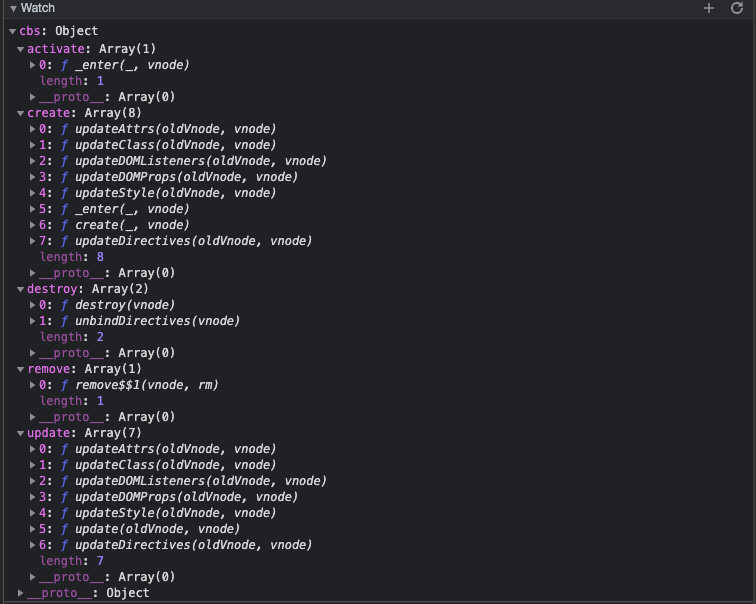 Watch
cbs: Object
activate: Array(1)
0: ƒ _enter(_, vnode)
length: 1
__proto__: Array(0)
create: Array(8)
0: ƒ updateAttrs(oldVnode, vnode)
1: ƒ updateClass(oldVnode, vnode)
2: ƒ updateDOMListeners(oldVnode, vnode)
3: ƒ updateDOMProps(oldVnode, vnode)
4: ƒ updateStyle(oldVnode, vnode)
5: ƒ _enter(_, vnode)
6: ƒ create(_, vnode)
7: ƒ updateDirectives(oldVnode, vnode)
length: 8
__proto__: Array(0)
destroy: Array(2)
0: ƒ destroy(vnode)
1: ƒ unbindDirectives(vnode)
length: 2
__proto__: Array(0)
remove: Array(1)
0: ƒ remove$$1(vnode, rm)
length: 1
__proto__: Array(0)
update: Array(7)
0: ƒ updateAttrs(oldVnode, vnode)
1: ƒ updateClass(oldVnode, vnode)
2: ƒ updateDOMListeners(oldVnode, vnode)
3: ƒ updateDOMProps(oldVnode, vnode)
4: ƒ updateStyle(oldVnode, vnode)
5: ƒ update(oldVnode, vnode)
6: ƒ updateDirectives(oldVnode, vnode)
length: 7
__proto__: Array(0)
__proto__: Object